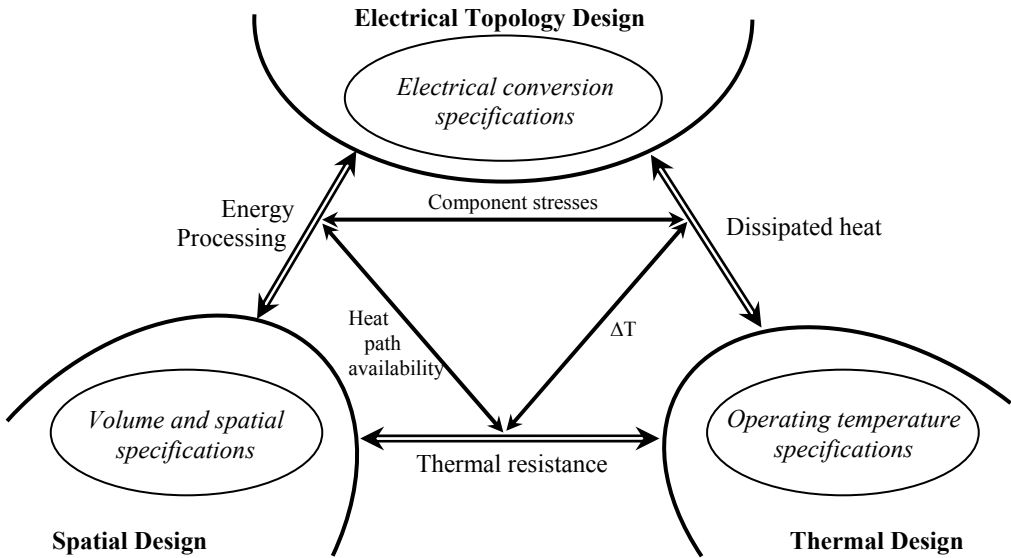 Electrical Topology Design
Electrical conversion
specifications
Component stresses
Energy
Processing
Dissipated heat
Heat
path
availability
ΔT
Volume and spatial
specifications
Operating temperature
specifications
Thermal resistance
Spatial Design
Thermal Design